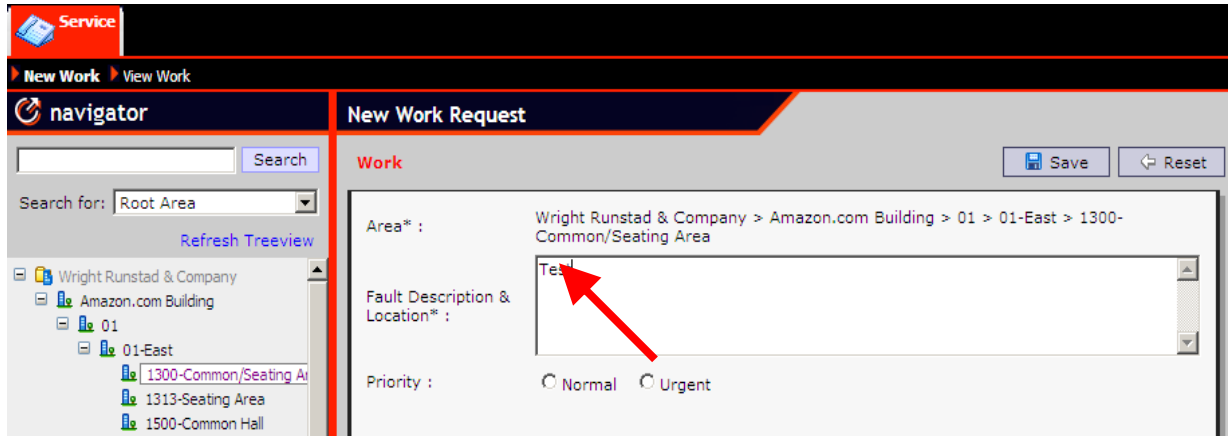 Service
New Work View Work
navigator
Search
Search for: Root Area
Refresh Treeview
Wright Runstad & Company
Amazon.com Building
01
01-East
1300-Common/Seating Ar
1313-Seating Area
1500-Common Hall
New Work Request
Work
Save
Reset
Area* :
Wright Runstad & Company > Amazon.com Building > 01 > 01-East > 1300-
Common/Seating Area
Fault Description &
Location* :
Test
Priority :
Normal
Urgent